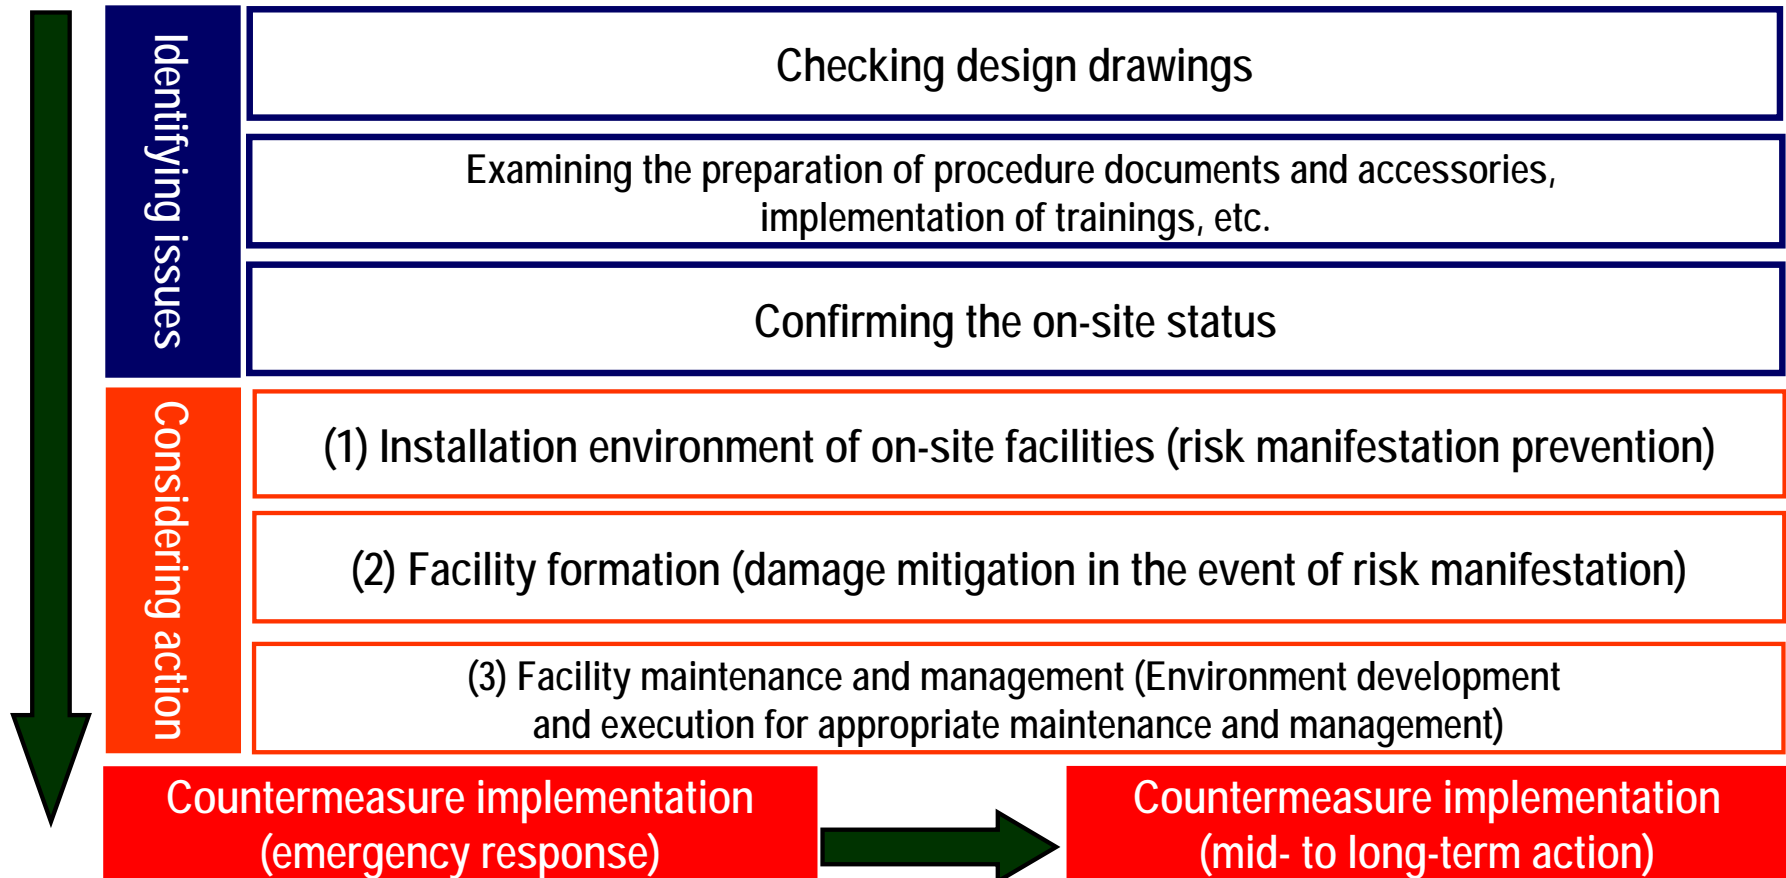 Identifying issues
Checking design drawings
Examining the preparation of procedure documents and accessories,
implementation of trainings, etc.
Confirming the on-site status
Considering action
(1) Installation environment of on-site facilities (risk manifestation prevention)
(2) Facility formation (damage mitigation in the event of risk manifestation)
(3) Facility maintenance and management (Environment development
and execution for appropriate maintenance and management)
Countermeasure implementation
(emergency response)
Countermeasure implementation
(mid- to long-term action)